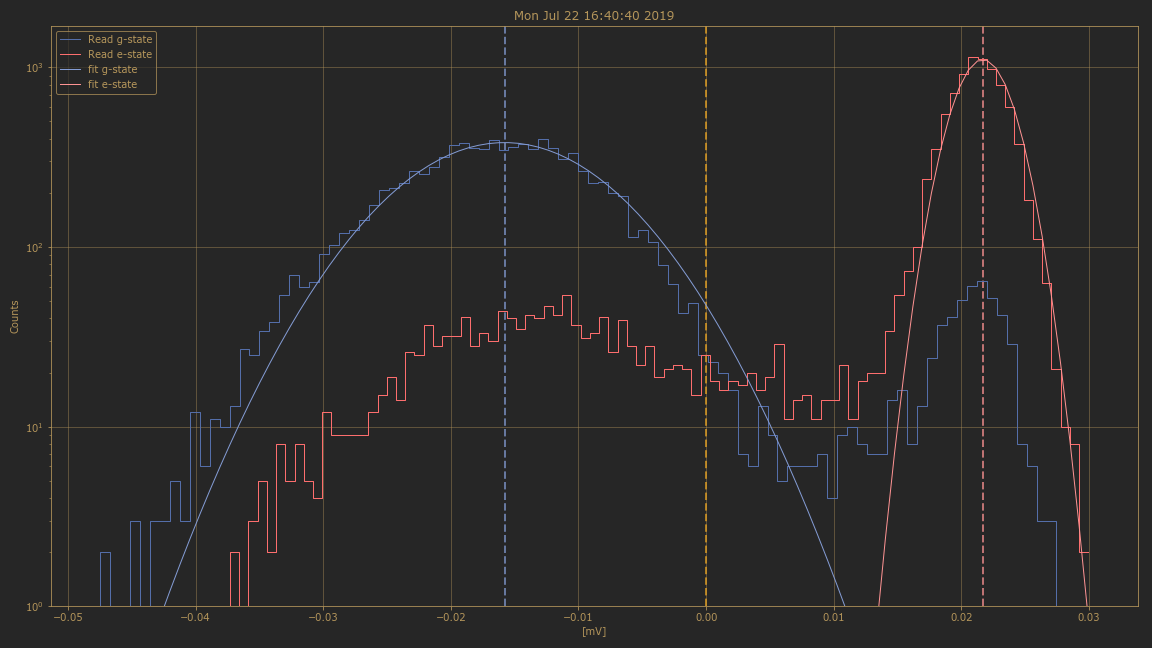 Mon Jul 22 16:40:40 2019
Read g-state
Read e-state
fit g-state
fit e-state
10³
10²
10¹
10⁰
Counts
−0.05 −0.04 −0.03 −0.02 −0.01 0.00 0.01 0.02 0.03
[mV]